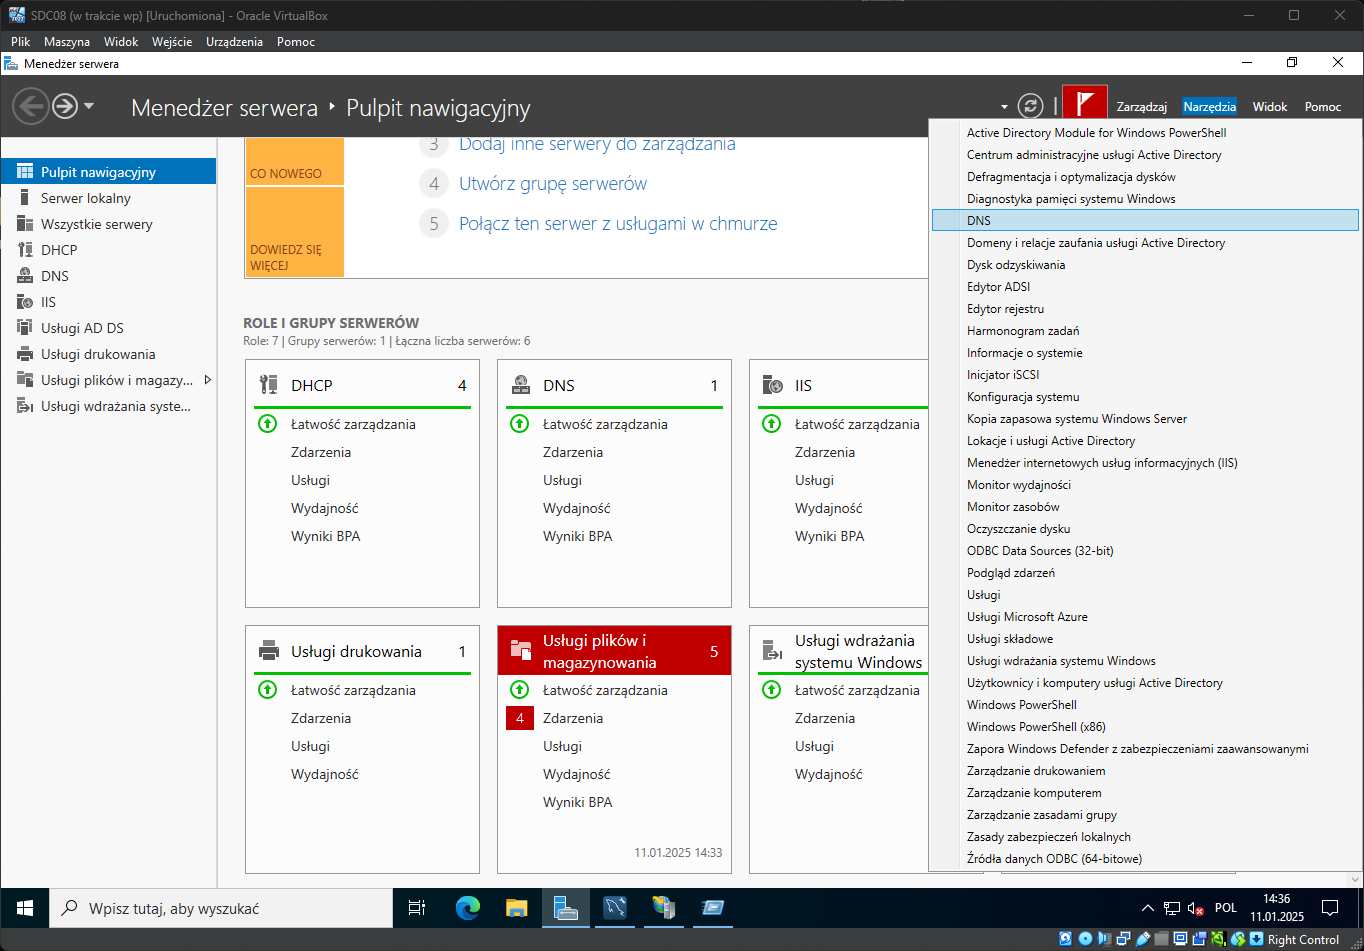 SDC08 (w trakcie wp) [Uruchomiona] - Oracle VirtualBox
Plik Maszyna Widok Wejście Urządzenia Pomoc
Menedżer serwera
Menedżer serwera ‣ Pulpit nawigacyjny
Zarządzaj Narzędzia Widok Pomoc
Pulpit nawigacyjny
Serwer lokalny
Wszystkie serwery
DHCP
DNS
IIS
Usługi AD DS
Usługi drukowania
Usługi plików i magazy...
Usługi wdrażania syste...
CO NOWEGO
DOWIEDZ SIĘ
WIĘCEJ
3 Dodaj inne serwery do zarządzania
4 Utwórz grupę serwerów
5 Połącz ten serwer z usługami w chmurze
ROLE I GRUPY SERWERÓW
Role: 7 | Grupy serwerów: 1 | Łączna liczba serwerów: 6
DHCP 4
Łatwość zarządzania
Zdarzenia
Usługi
Wydajność
Wyniki BPA
DNS 1
Łatwość zarządzania
Zdarzenia
Usługi
Wydajność
Wyniki BPA
IIS
Łatwość zarządzania
Zdarzenia
Usługi
Wydajność
Wyniki BPA
Usługi drukowania 1
Łatwość zarządzania
Zdarzenia
Usługi
Wydajność
Usługi plików i
magazynowania 5
Łatwość zarządzania
4 Zdarzenia
Usługi
Wydajność
Wyniki BPA
11.01.2025 14:33
Usługi wdrażania
systemu Windows
Łatwość zarządzania
Zdarzenia
Usługi
Wydajność
Active Directory Module for Windows PowerShell
Centrum administracyjne usługi Active Directory
Defragmentacja i optymalizacja dysków
Diagnostyka pamięci systemu Windows
DNS
Domeny i relacje zaufania usługi Active Directory
Dysk odzyskiwania
Edytor ADSI
Edytor rejestru
Harmonogram zadań
Informacje o systemie
Inicjator iSCSI
Konfiguracja systemu
Kopia zapasowa systemu Windows Server
Lokacje i usługi Active Directory
Menedżer internetowych usług informacyjnych (IIS)
Monitor wydajności
Monitor zasobów
Oczyszczanie dysku
ODBC Data Sources (32-bit)
Podgląd zdarzeń
Usługi
Usługi Microsoft Azure
Usługi składowe
Usługi wdrażania systemu Windows
Użytkownicy i komputery usługi Active Directory
Windows PowerShell
Windows PowerShell (x86)
Zapora Windows Defender z zabezpieczeniami zaawansowanymi
Zarządzanie drukowaniem
Zarządzanie komputerem
Zarządzanie zasadami grupy
Zasady zabezpieczeń lokalnych
Źródła danych ODBC (64-bitowe)
Wpisz tutaj, aby wyszukać
POL
14:36
11.01.2025
Right Control